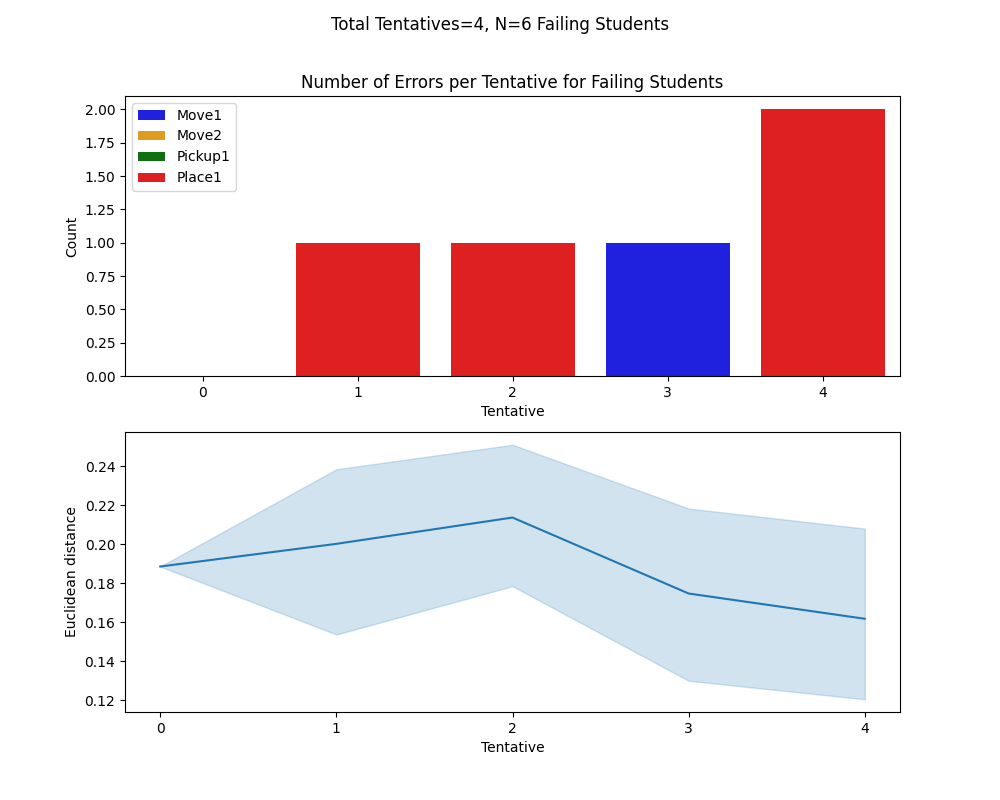 Total Tentatives=4, N=6 Failing Students
Number of Errors per Tentative for Failing Students
Move1
Move2
Pickup1
Place1
Count
2.00
1.75
1.50
1.25
1.00
0.75
0.50
0.25
0.00
0 1 2 3 4
Tentative
Euclidean distance
0.24
0.22
0.20
0.18
0.16
0.14
0.12
0 1 2 3 4
Tentative